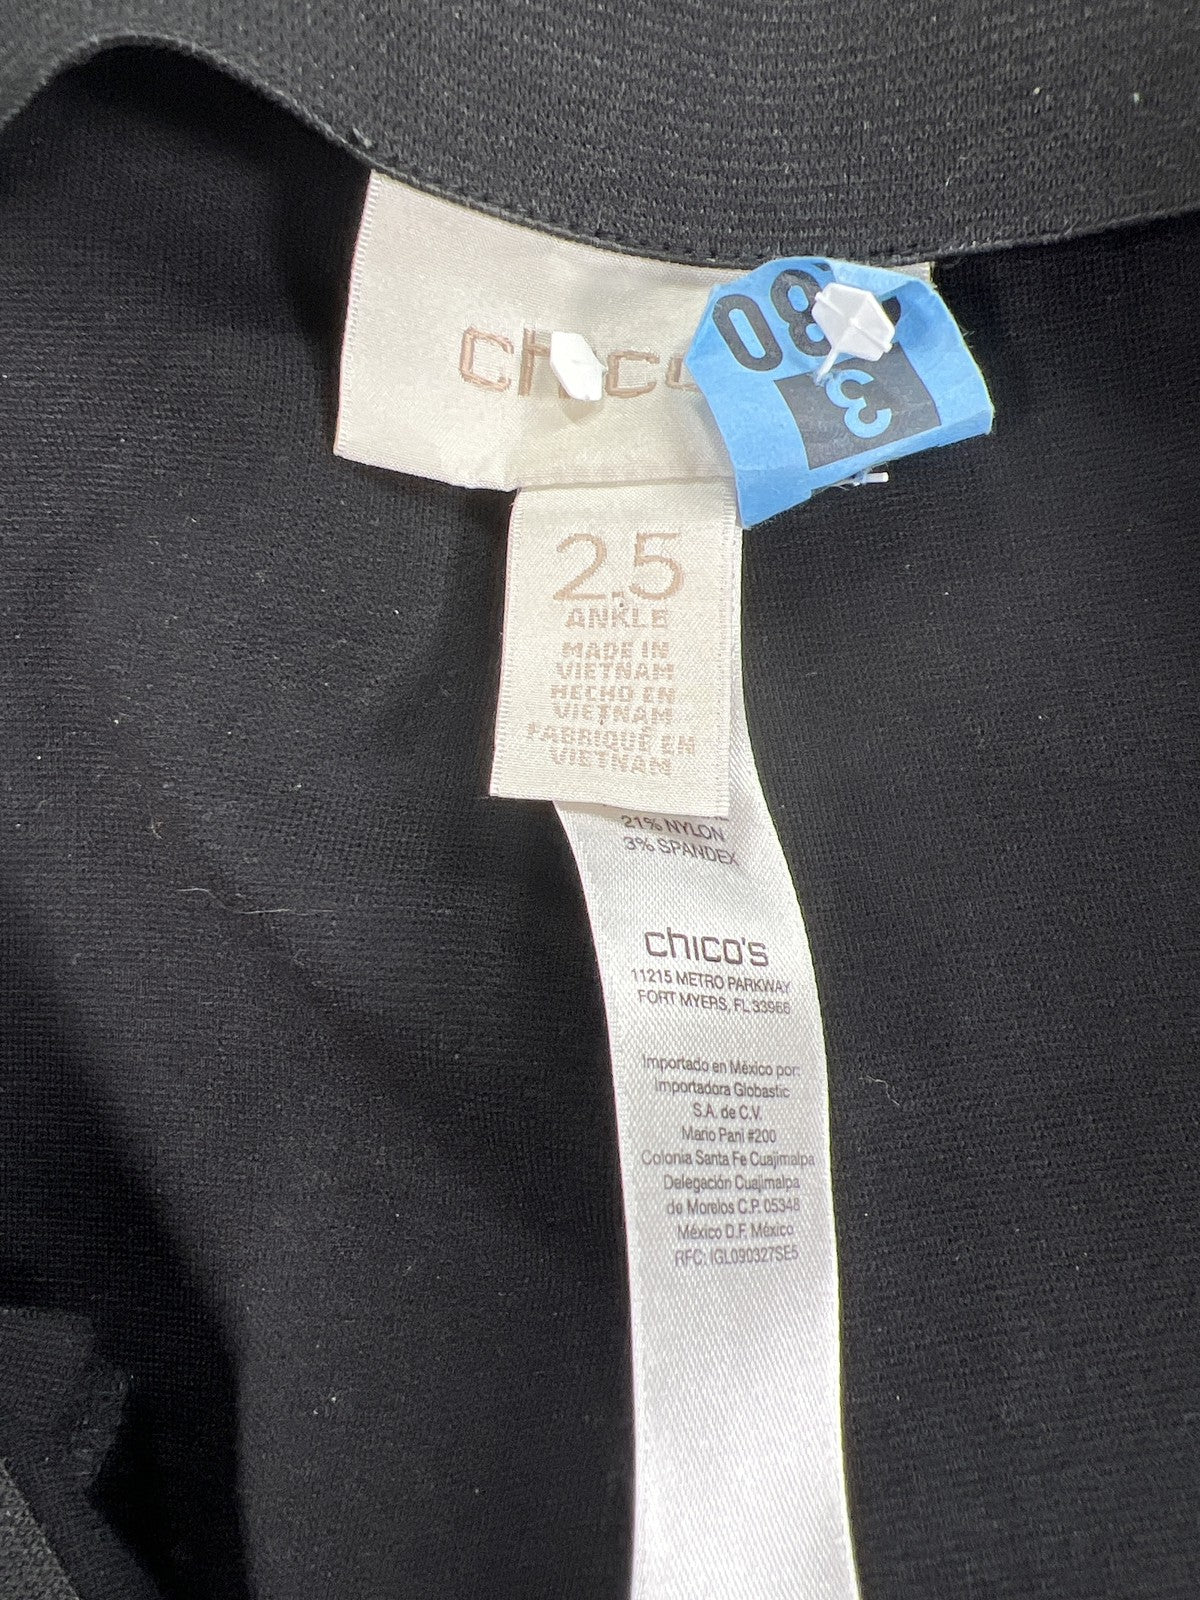 chico
80
3
2.5
ANKLE
MADE IN
VIETNAM
HECHO EN
VIETNAM
FABRIQUÉ EN
VIETNAM
21% NYLON
3% SPANDEX
chico's
11215 METRO PARKWAY
FORT MYERS, FL 33966
Importado en México por:
Importadora Globastic
S.A. de C.V.
Mario Pani #200
Colonia Santa Fe Cuajimalpa
Delegación Cuajimalpa
de Morelos C.P. 05348
México D.F. México
RFC: IGL090327SE5